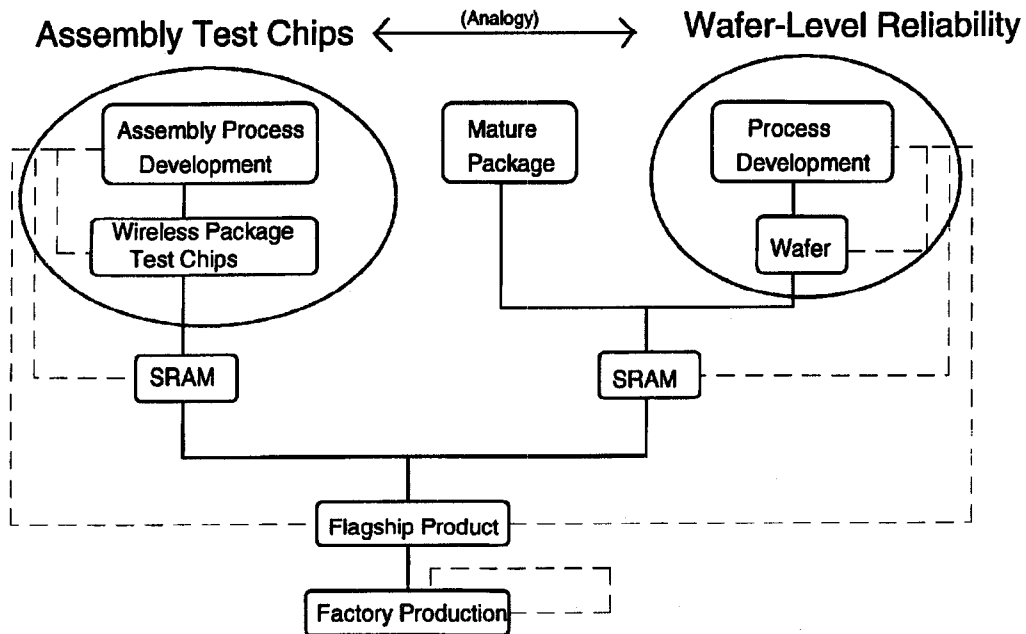 (Analogy)
Assembly Test Chips
Wafer-Level Reliability
Assembly Process
Development
Mature
Package
Process
Development
Wireless Package
Test Chips
Wafer
SRAM
SRAM
Flagship Product
Factory Production